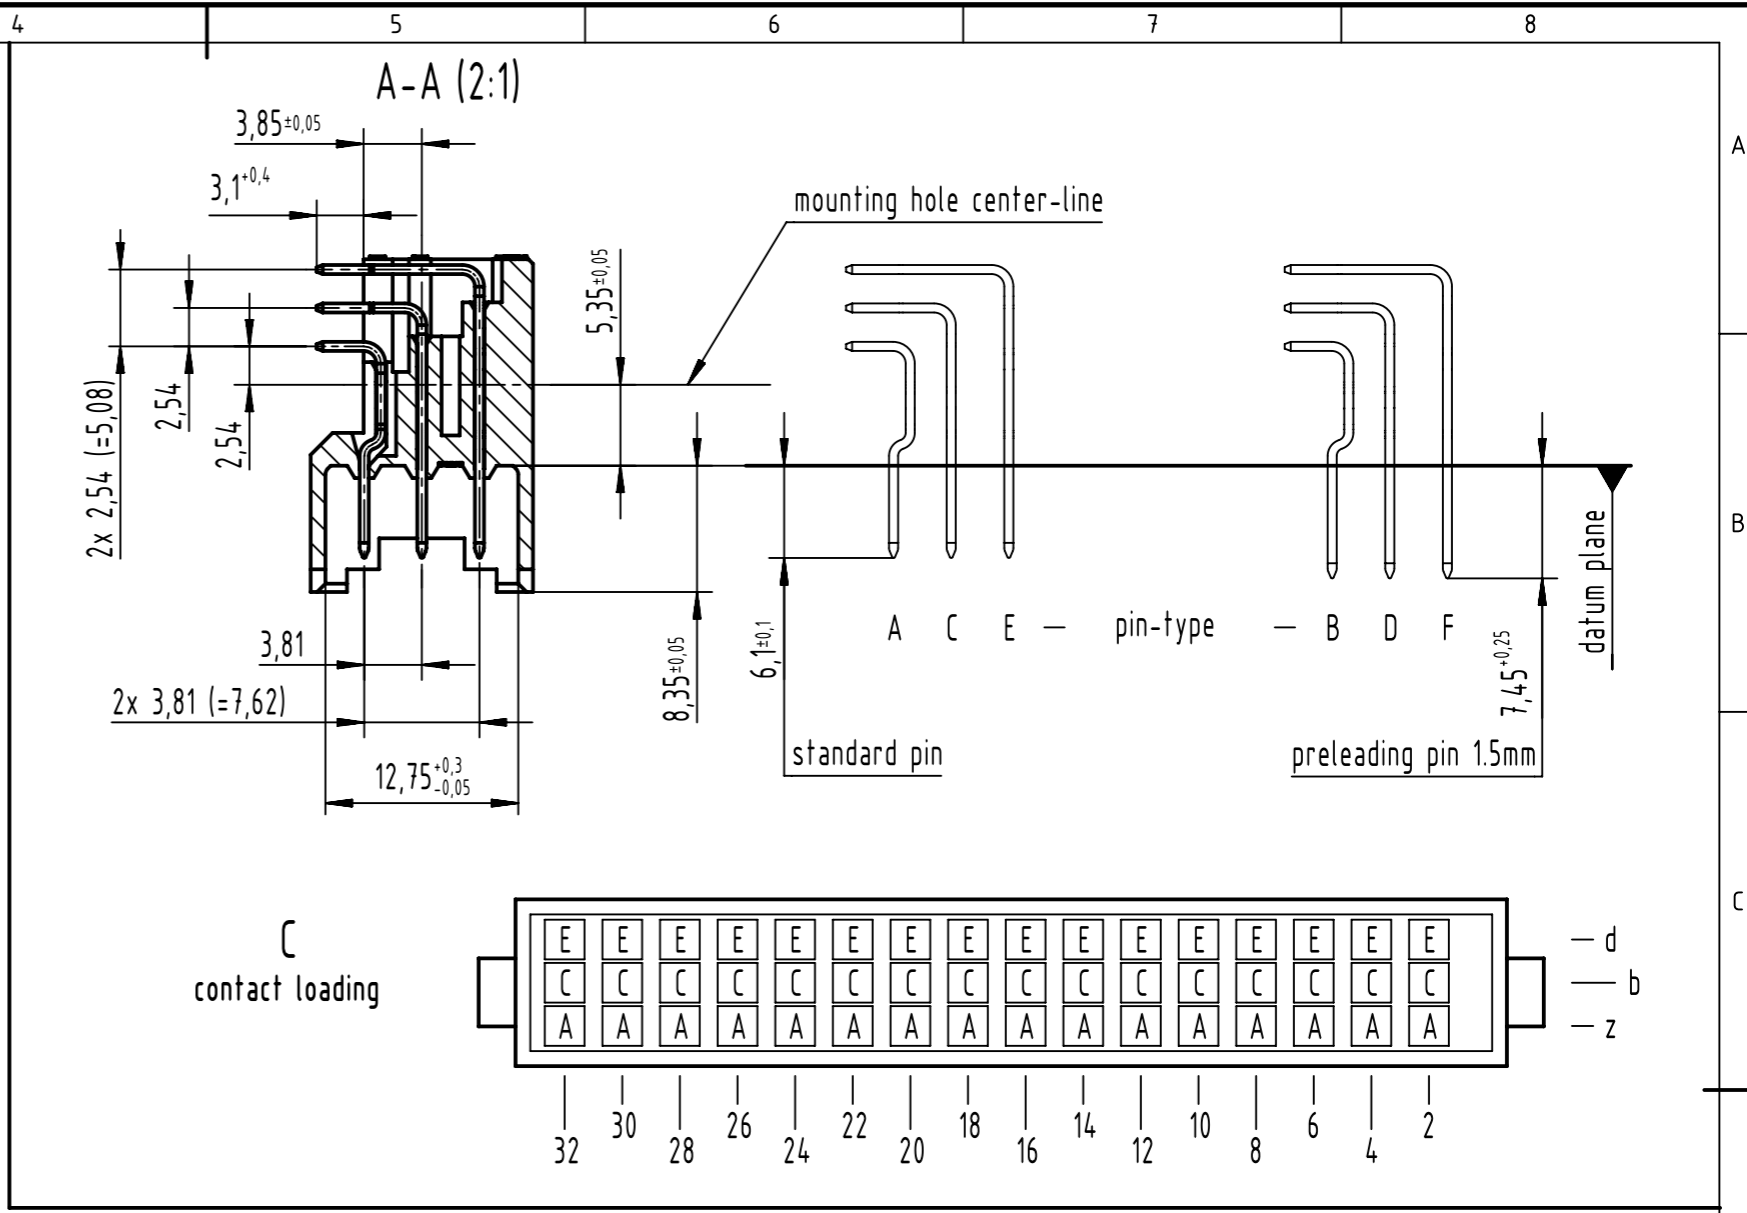 4 5 6 7 8
A-A (2:1)
3,85±0,05
3,1+0,4
mounting hole center-line
A
5,35±0,05
2x 2,54 (=5,08)
2,54
2,54
B
datum plane
3,81
2x 3,81 (=7,62)
12,75+0,3 -0,05
8,35±0,05
6,1±0,1
A C E — pin-type — B D F
7,45+0,25
standard pin
preleading pin 1.5mm
C
C
contact loading
E E E E E E E E E E E E E E E E — d
C C C C C C C C C C C C C C C C — b
A A A A A A A A A A A A A A A A — z
30 26 22 18 14 10 6 2
32 28 24 20 16 12 8 4